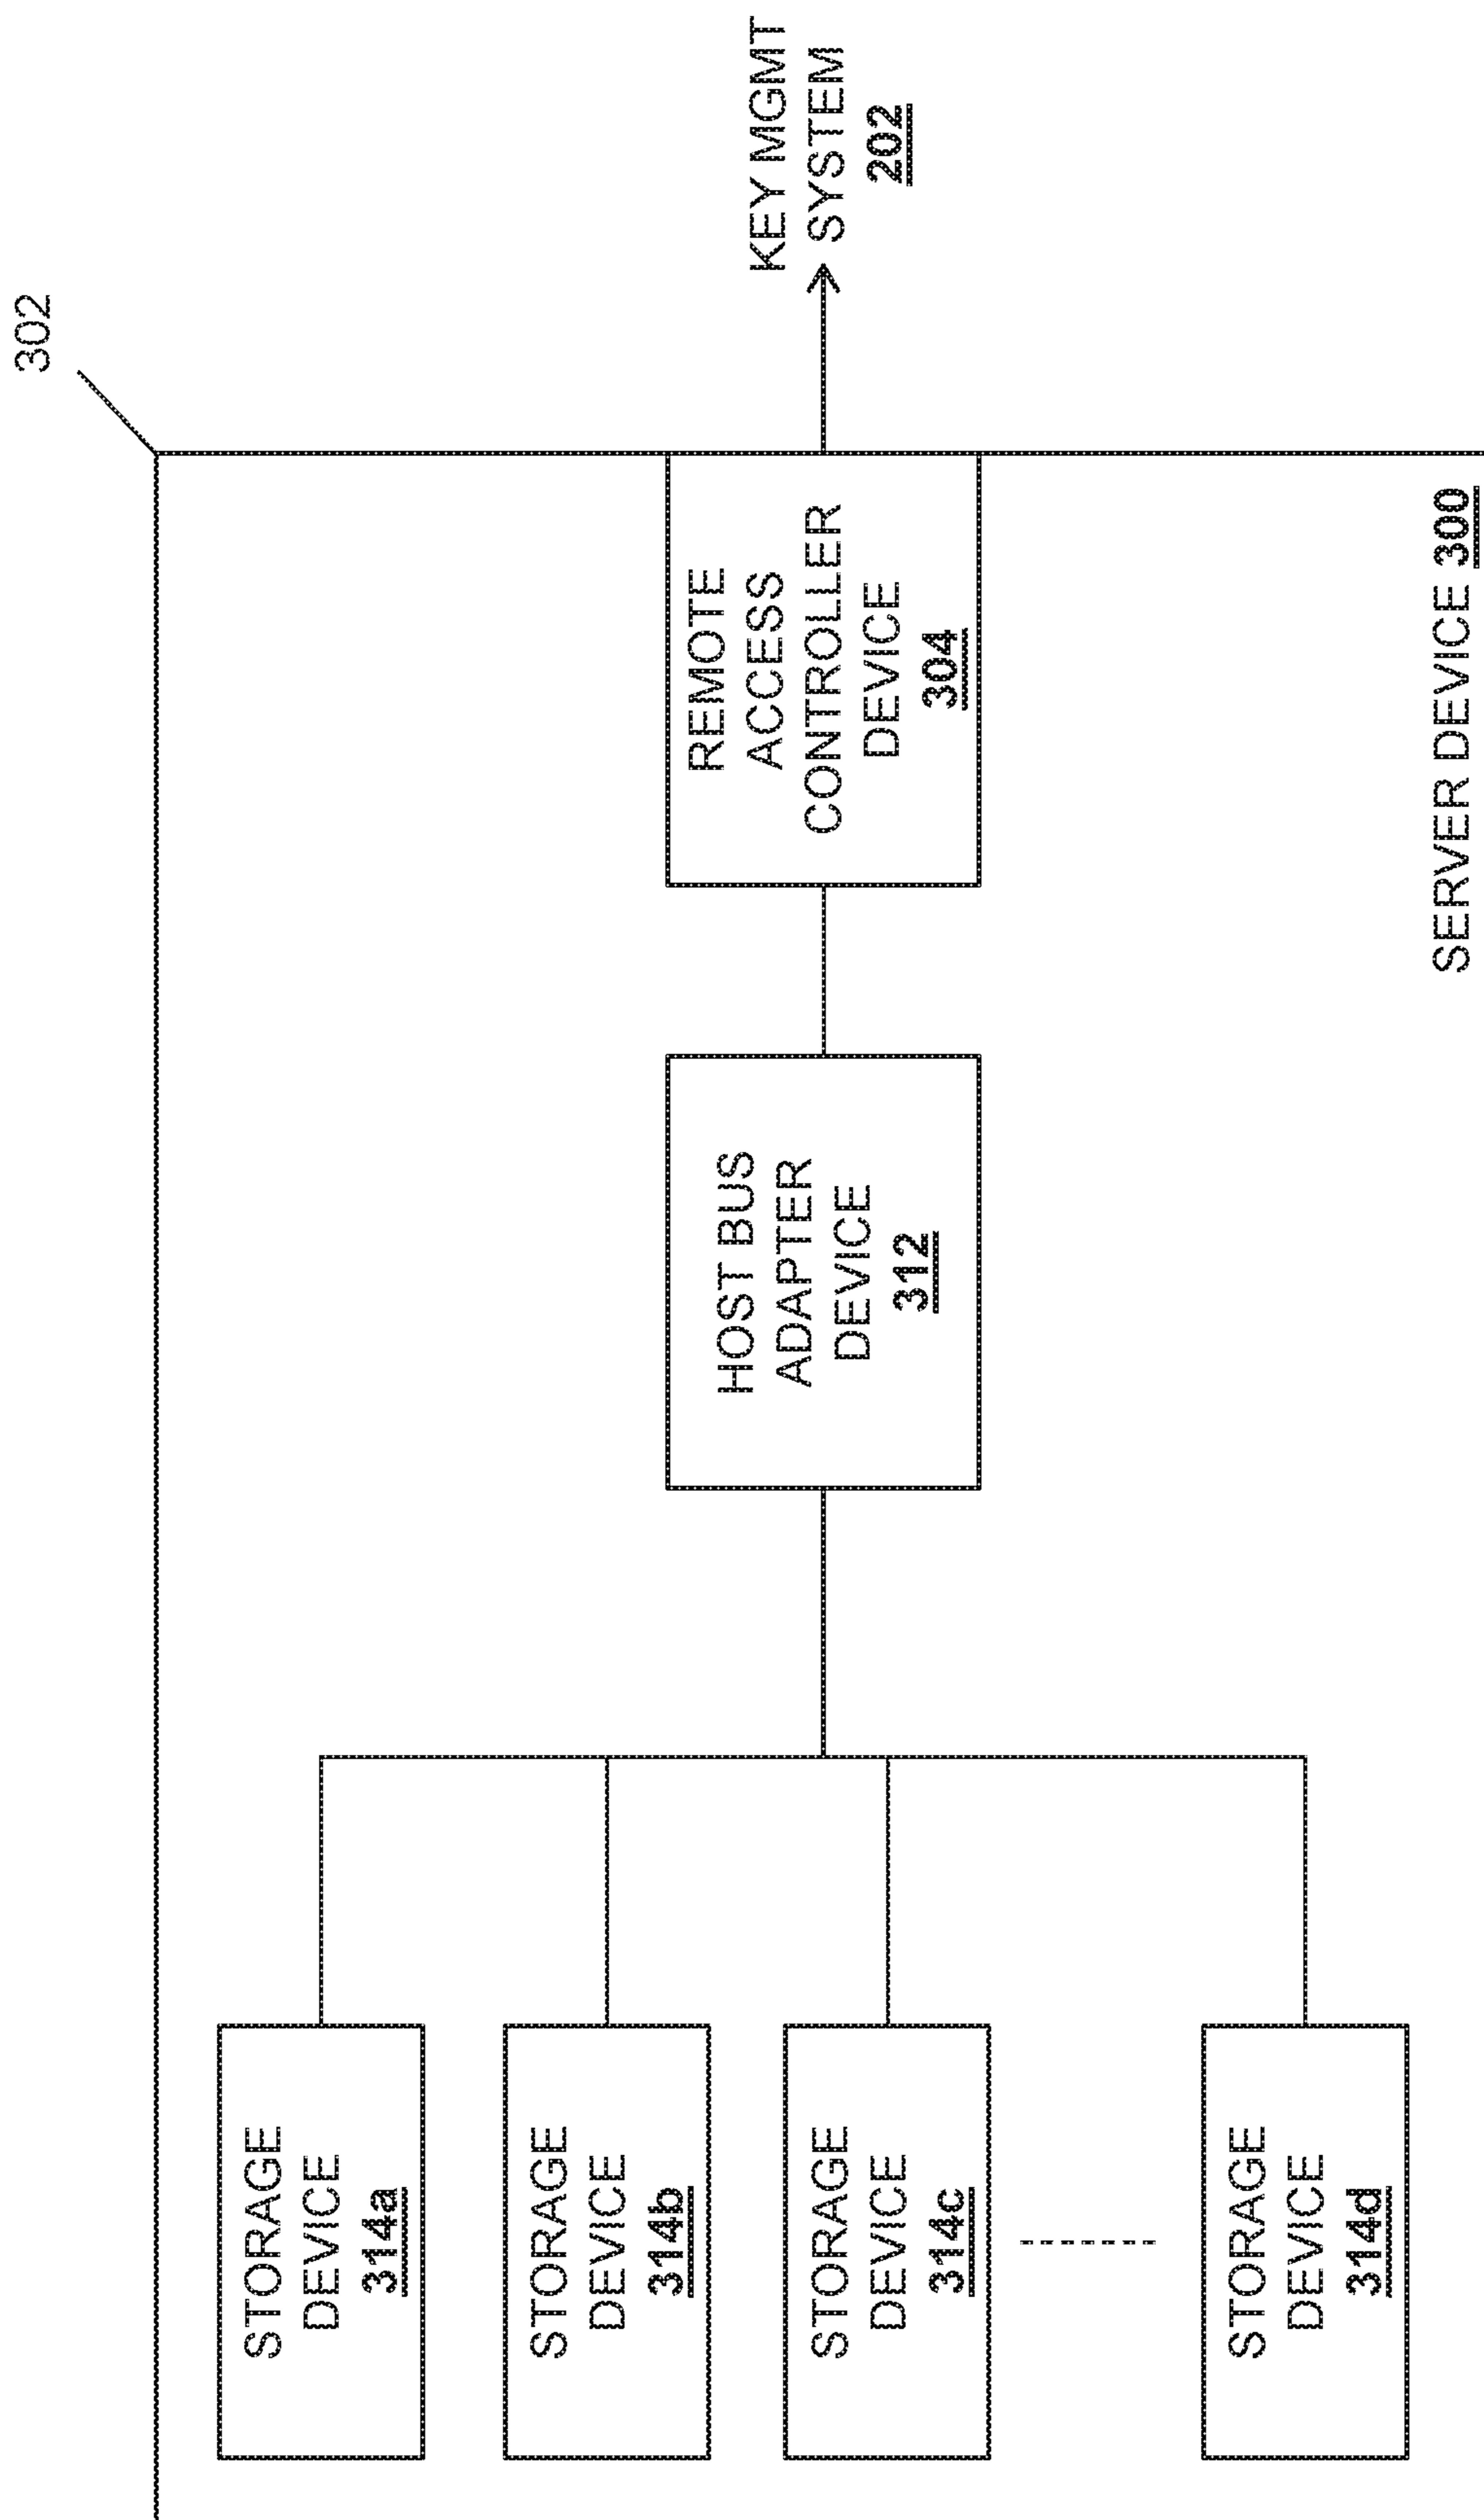 302
STORAGE
DEVICE
314a
STORAGE
DEVICE
314b
STORAGE
DEVICE
314c
STORAGE
DEVICE
314d
HOST BUS
ADAPTER
DEVICE
312
REMOTE
ACCESS
CONTROLLER
DEVICE
304
KEY MGMT
SYSTEM
202
SERVER DEVICE 300